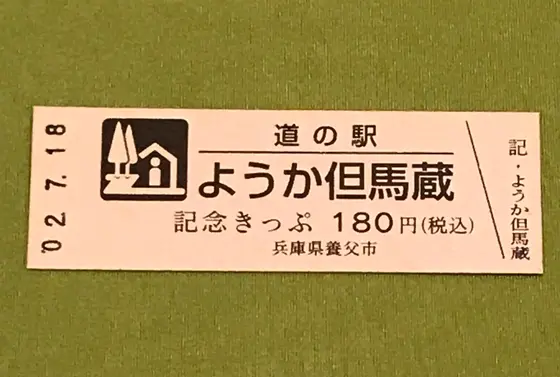 '02.7.18
道の駅
ようか但馬蔵
記念きっぷ 180円(税込)
兵庫県養父市
記・ようか但馬蔵